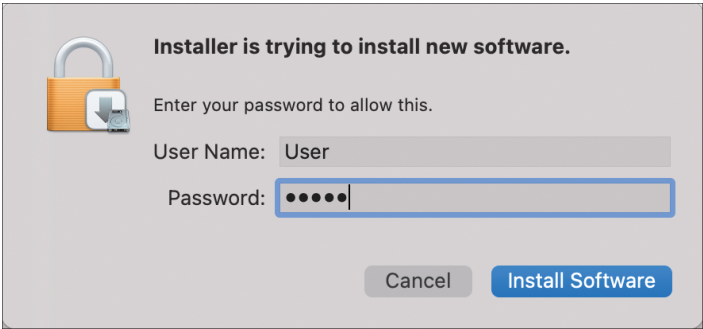 Installer is trying to install new software.
Enter your password to allow this.
User Name: User
Password: •••••
Cancel Install Software